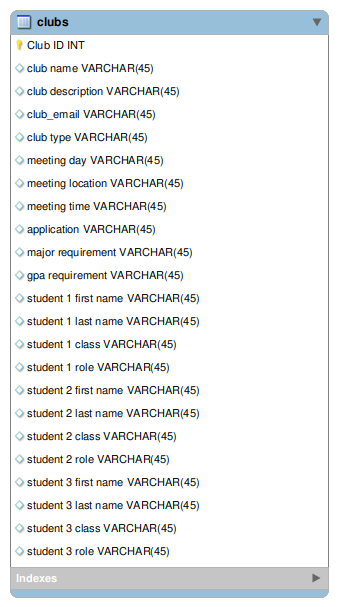 clubs
Club ID INT
club name VARCHAR(45)
club description VARCHAR(45)
club_email VARCHAR(45)
club type VARCHAR(45)
meeting day VARCHAR(45)
meeting location VARCHAR(45)
meeting time VARCHAR(45)
application VARCHAR(45)
major requirement VARCHAR(45)
gpa requirement VARCHAR(45)
student 1 first name VARCHAR(45)
student 1 last name VARCHAR(45)
student 1 class VARCHAR(45)
student 1 role VARCHAR(45)
student 2 first name VARCHAR(45)
student 2 last name VARCHAR(45)
student 2 class VARCHAR(45)
student 2 role VARCHAR(45)
student 3 first name VARCHAR(45)
student 3 last name VARCHAR(45)
student 3 class VARCHAR(45)
student 3 role VARCHAR(45)
Indexes